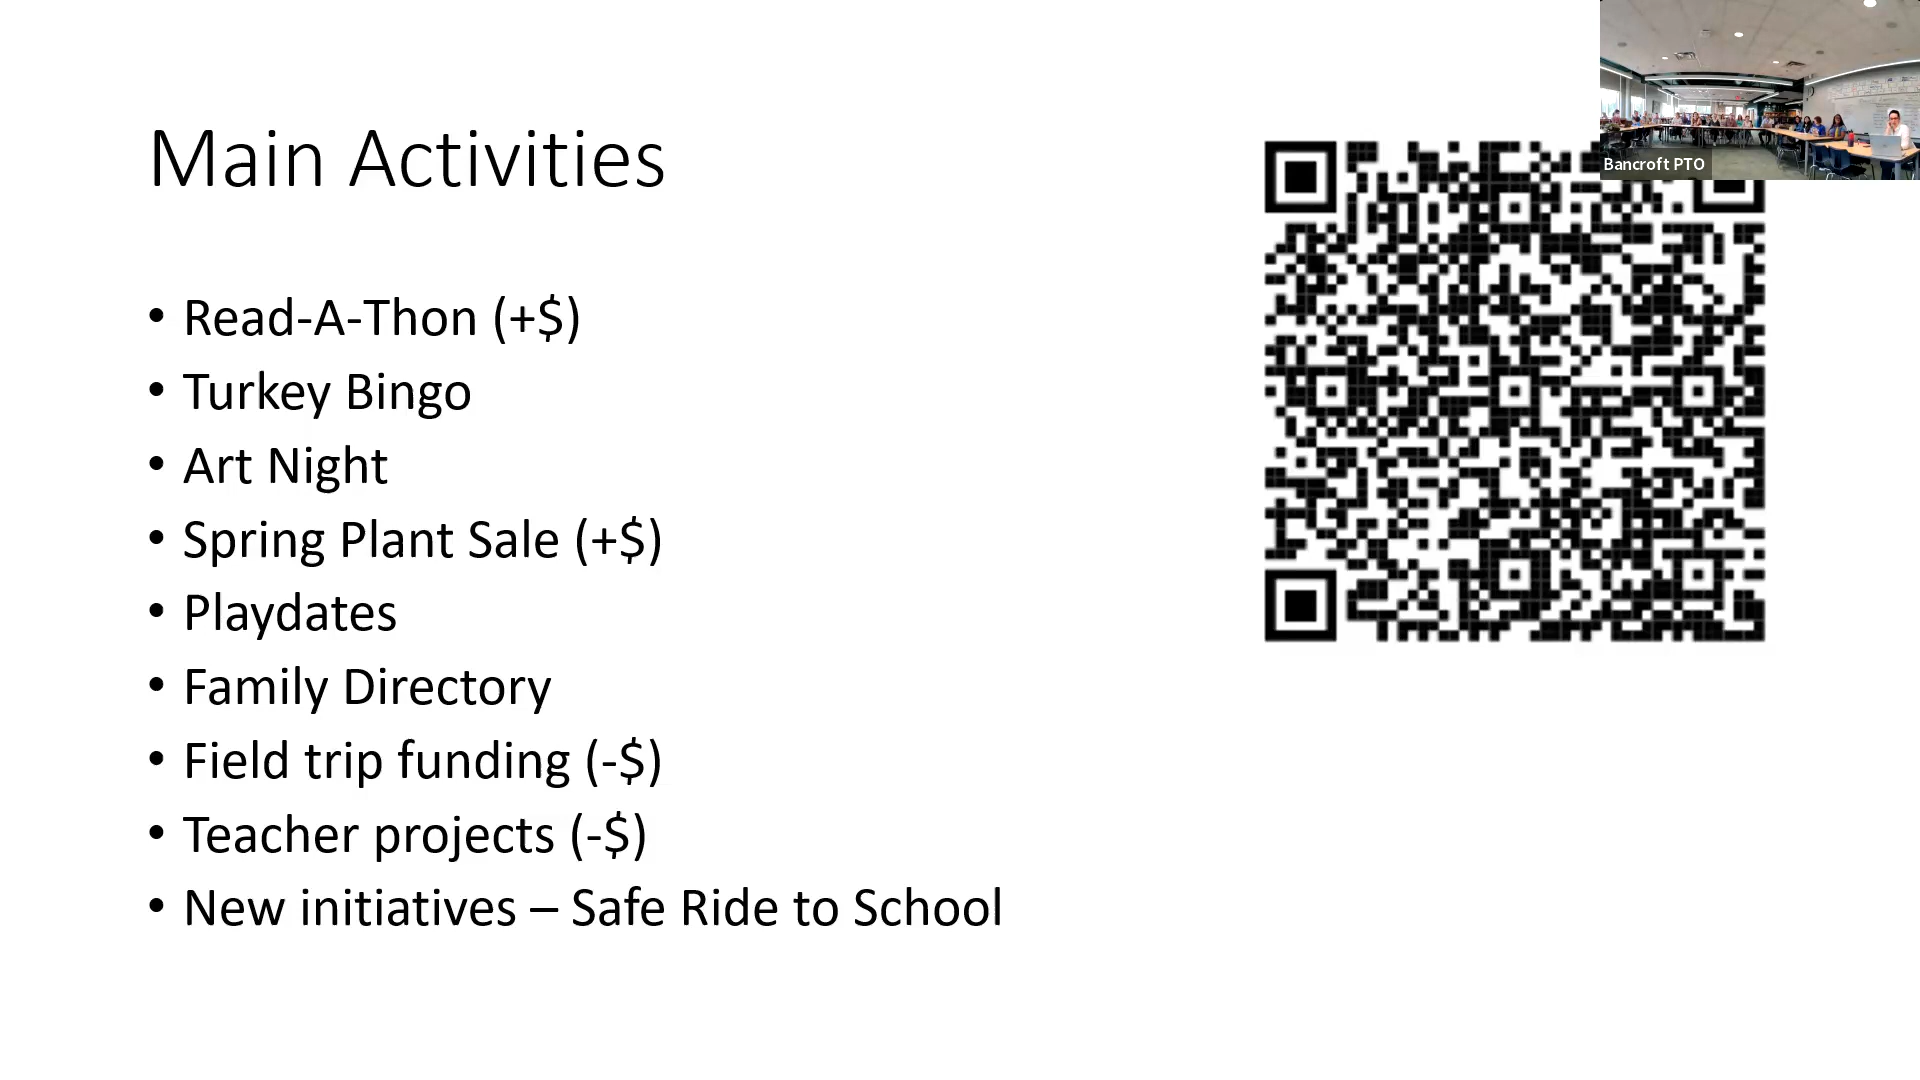 Main Activities
Bancroft PTO
• Read-A-Thon (+$)
• Turkey Bingo
• Art Night
• Spring Plant Sale (+$)
• Playdates
• Family Directory
• Field trip funding (-$)
• Teacher projects (-$)
• New initiatives – Safe Ride to School